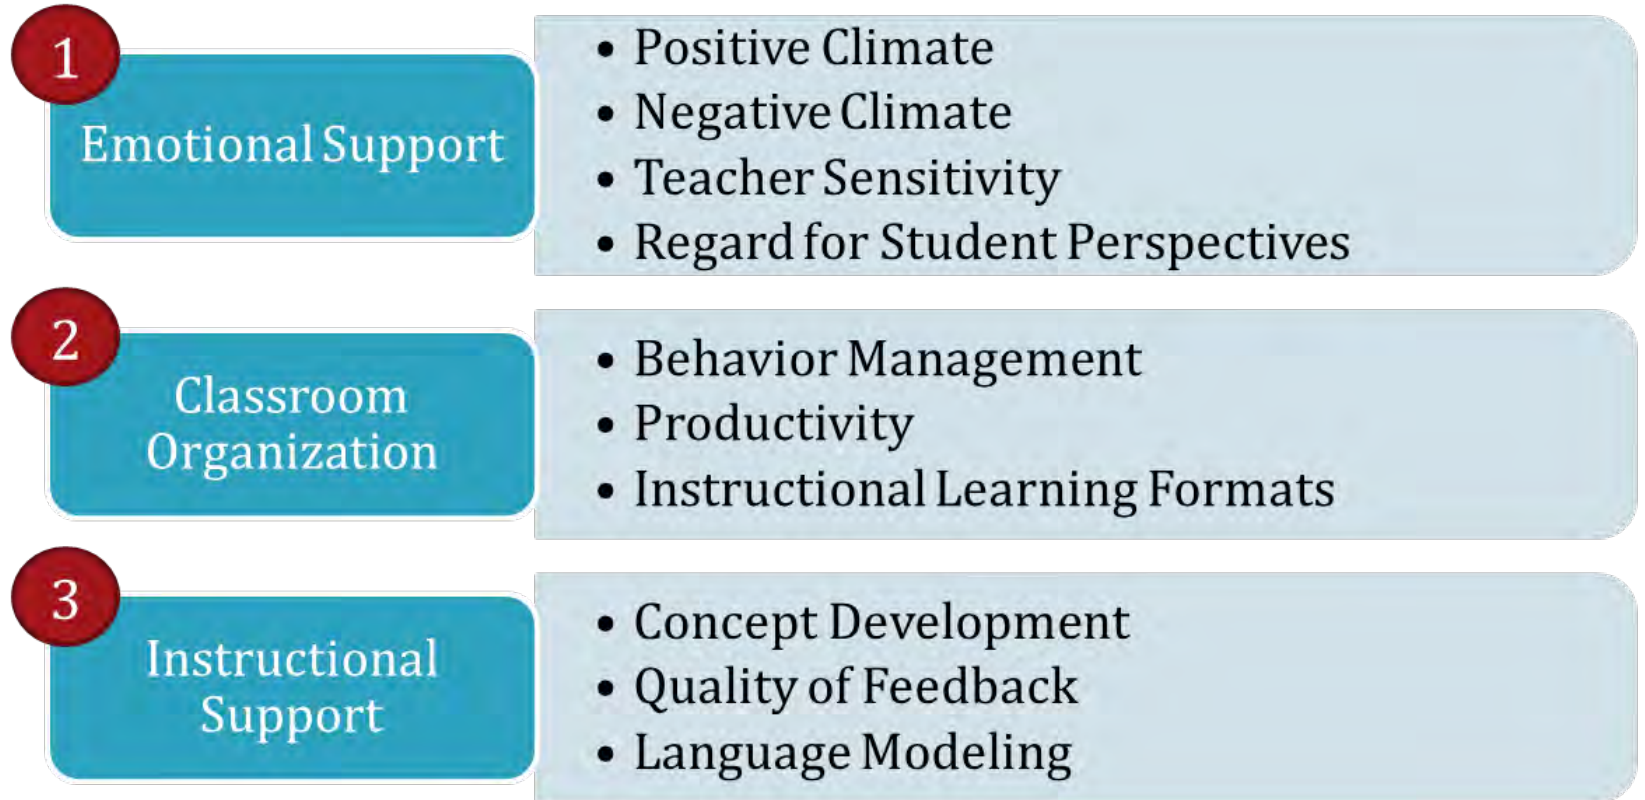 1
Emotional Support
• Positive Climate
• Negative Climate
• Teacher Sensitivity
• Regard for Student Perspectives
2
Classroom
Organization
• Behavior Management
• Productivity
• Instructional Learning Formats
3
Instructional
Support
• Concept Development
• Quality of Feedback
• Language Modeling